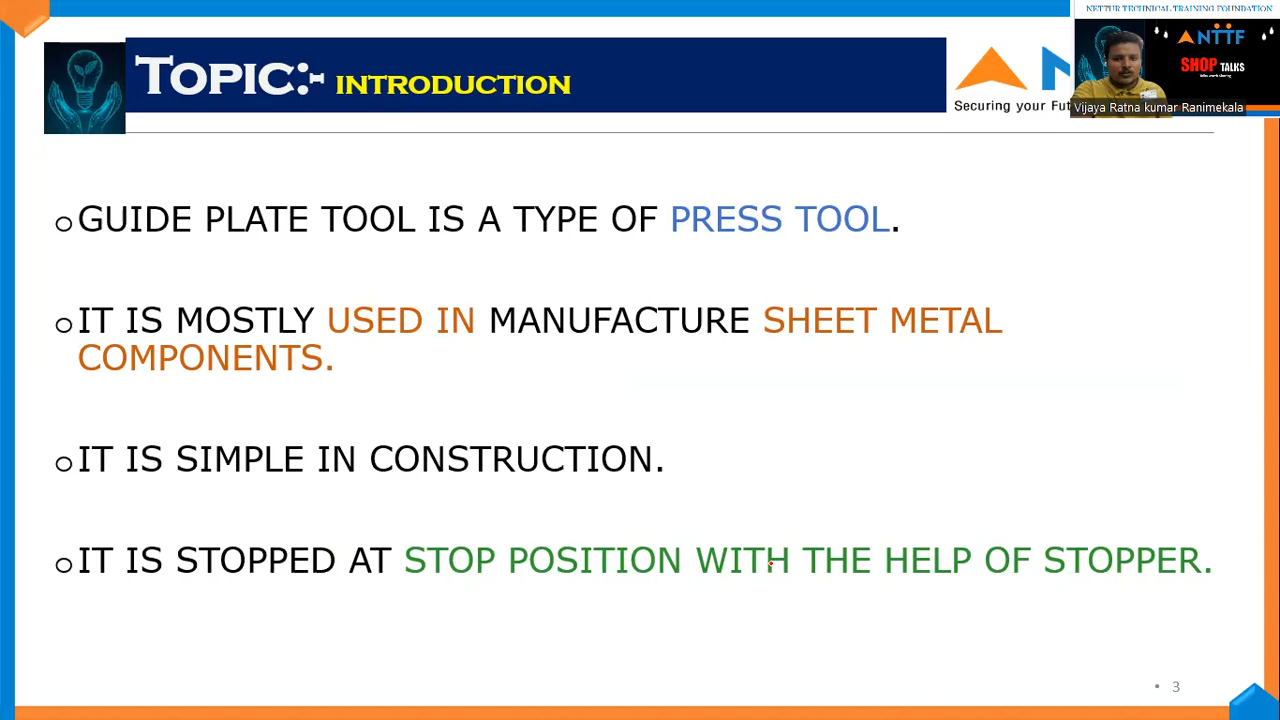 NETTUR TECHNICAL TRAINING FOUNDATION
NTTF
SHOP TALKS
Vijaya Ratna kumar Ranimekala
TOPIC:- INTRODUCTION
Securing your Fut
GUIDE PLATE TOOL IS A TYPE OF PRESS TOOL.
IT IS MOSTLY USED IN MANUFACTURE SHEET METAL
COMPONENTS.
IT IS SIMPLE IN CONSTRUCTION.
IT IS STOPPED AT STOP POSITION WITH THE HELP OF STOPPER.
3